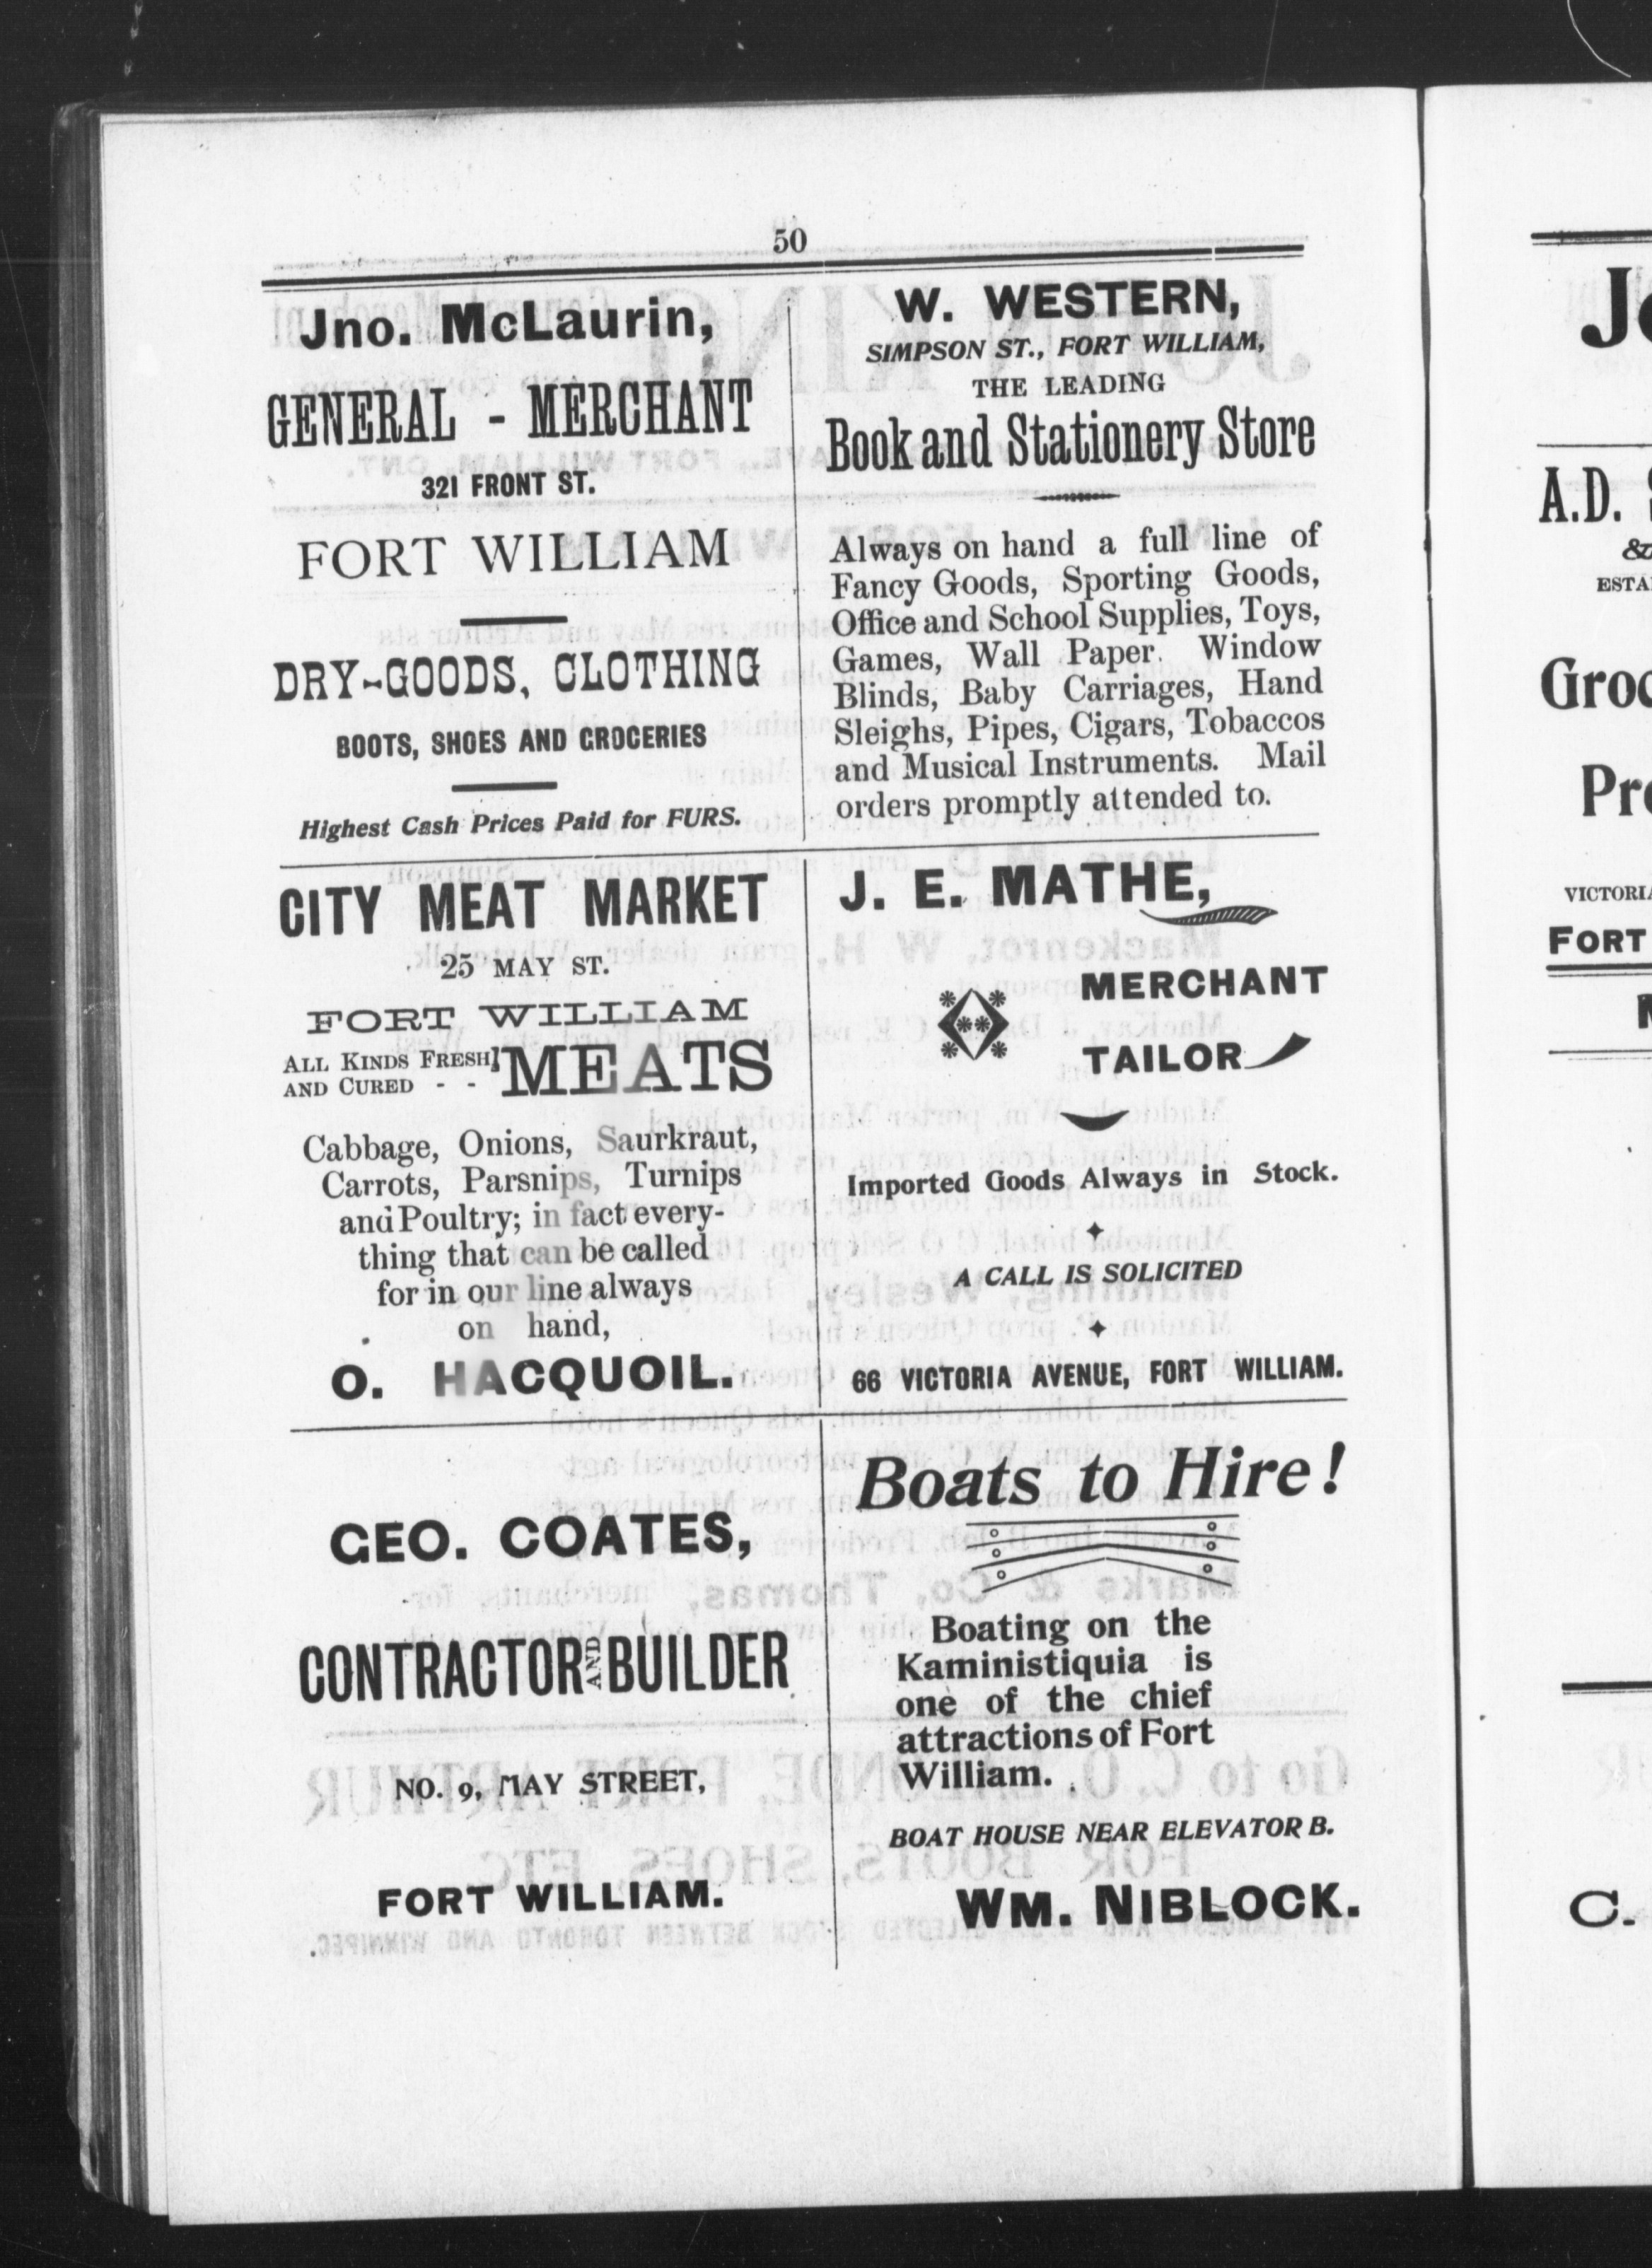 50
Jno. McLaurin,
GENERAL - MERCHANT
321 FRONT ST.
FORT WILLIAM
DRY-GOODS, CLOTHING
BOOTS, SHOES AND GROCERIES
Highest Cash Prices Paid for FURS.
W. WESTERN,
SIMPSON ST., FORT WILLIAM,
THE LEADING
Book and Stationery Store
Always on hand a full line of
Fancy Goods, Sporting Goods,
Office and School Supplies, Toys,
Games, Wall Paper. Window
Blinds, Baby Carriages, Hand
Sleighs, Pipes, Cigars, Tobaccos
and Musical Instruments. Mail
orders promptly attended to.
CITY MEAT MARKET
25 MAY ST.
FORT WILLIAM
ALL KINDS FRESH
AND CURED - - MEATS
Cabbage, Onions, Saurkraut,
Carrots, Parsnips, Turnips
and Poultry; in fact every-
thing that can be called
for in our line always
on hand,
O. HACQUOIL.
J. E. MATHE,
MERCHANT
TAILOR
Imported Goods Always in Stock.
A CALL IS SOLICITED
66 VICTORIA AVENUE, FORT WILLIAM.
GEO. COATES,
CONTRACTOR AND BUILDER
NO. 9, MAY STREET,
FORT WILLIAM.
Boats to Hire!
Boating on the
Kaministiquia is
one of the chief
attractions of Fort
William.
BOAT HOUSE NEAR ELEVATOR B.
WM. NIBLOCK.
A.D.
&
VICTORIA
FORT
C.